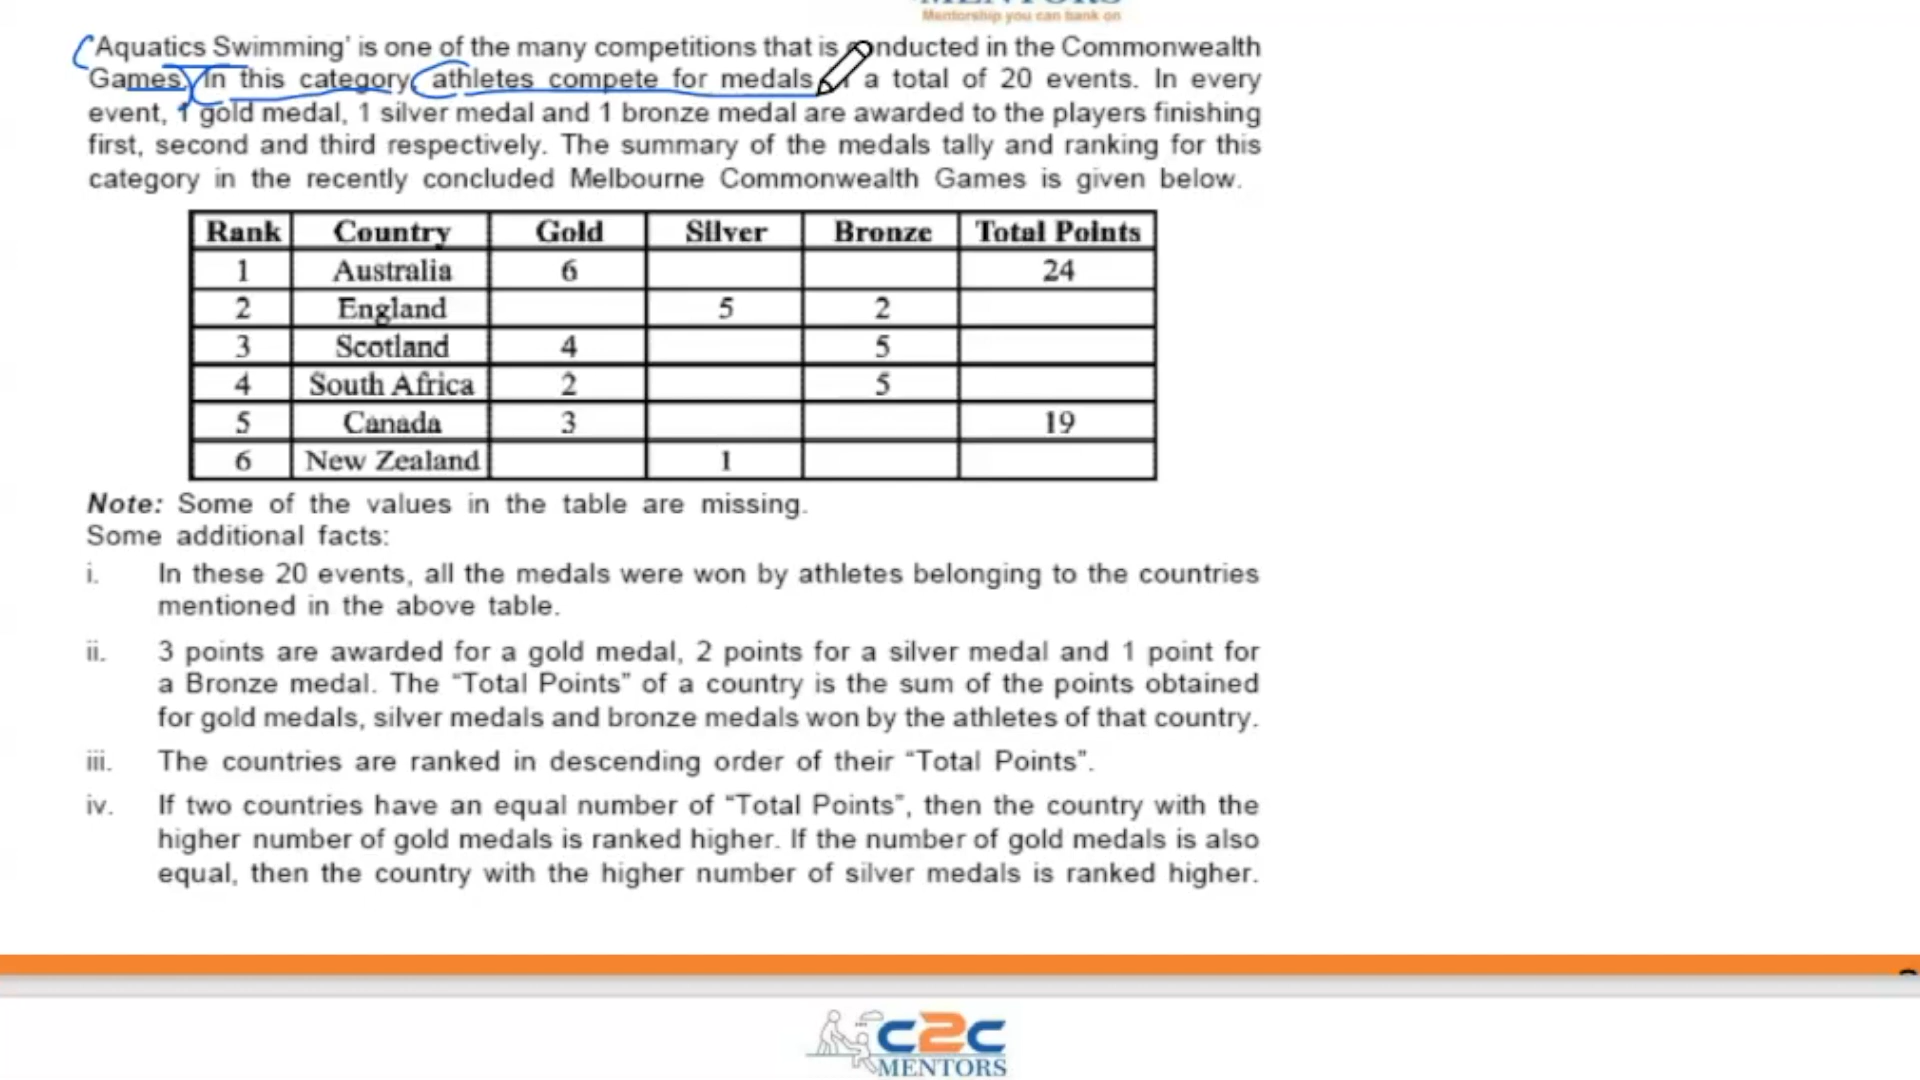 Mentorship you can bank on
'Aquatics Swimming' is one of the many competitions that is conducted in the Commonwealth
Games. In this category, athletes compete for medals a total of 20 events. In every
event, 1 gold medal, 1 silver medal and 1 bronze medal are awarded to the players finishing
first, second and third respectively. The summary of the medals tally and ranking for this
category in the recently concluded Melbourne Commonwealth Games is given below.
Rank Country Gold Silver Bronze Total Points
1 Australia 6 24
2 England 5 2
3 Scotland 4 5
4 South Africa 2 5
5 Canada 3 19
6 New Zealand 1
Note: Some of the values in the table are missing.
Some additional facts:
i. In these 20 events, all the medals were won by athletes belonging to the countries
mentioned in the above table.
ii. 3 points are awarded for a gold medal, 2 points for a silver medal and 1 point for
a Bronze medal. The “Total Points” of a country is the sum of the points obtained
for gold medals, silver medals and bronze medals won by the athletes of that country.
iii. The countries are ranked in descending order of their “Total Points”.
iv. If two countries have an equal number of “Total Points”, then the country with the
higher number of gold medals is ranked higher. If the number of gold medals is also
equal, then the country with the higher number of silver medals is ranked higher.
C2C
MENTORS